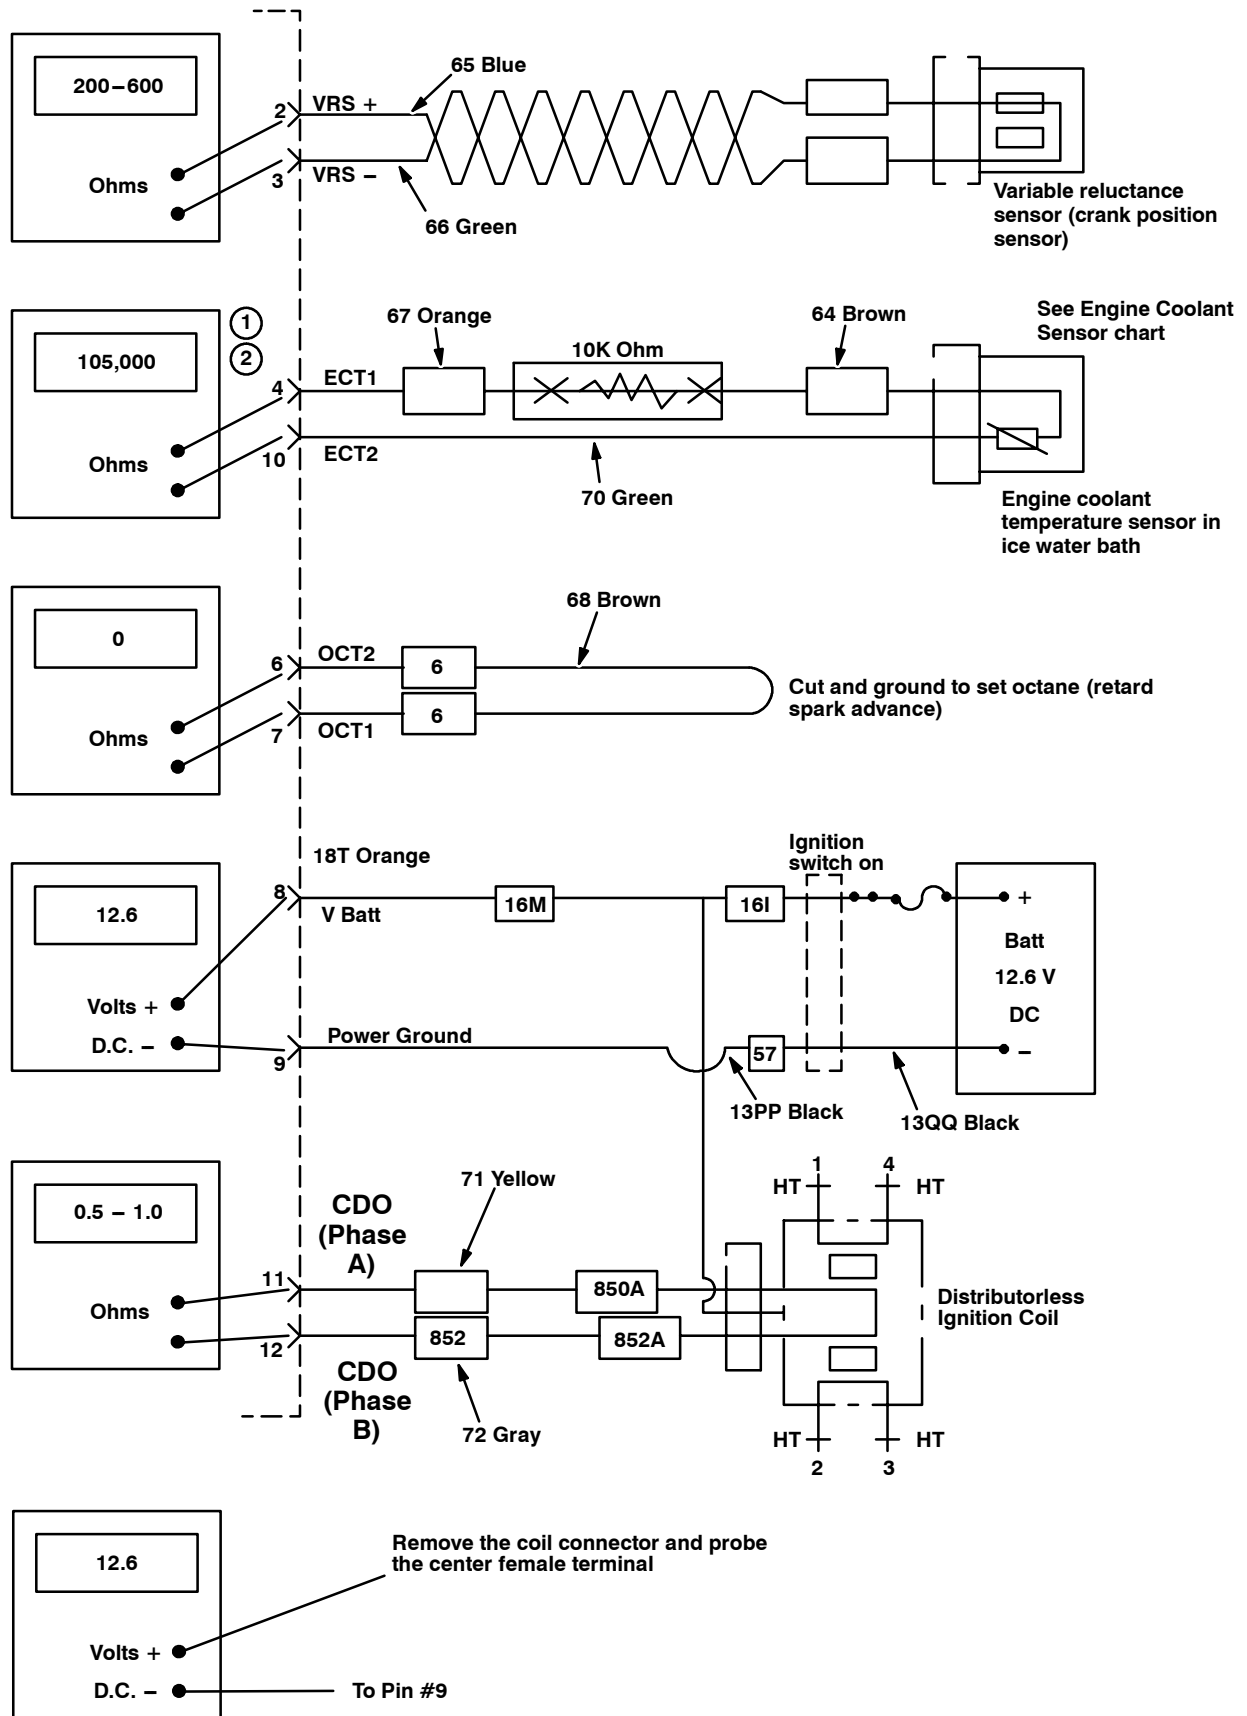 200–600
Ohms
2
VRS +
65 Blue
3
VRS –
66 Green
Variable reluctance
sensor (crank position
sensor)
105,000
Ohms
1
2
4
ECT1
67 Orange
10K Ohm
64 Brown
See Engine Coolant
Sensor chart
10
ECT2
70 Green
Engine coolant
temperature sensor in
ice water bath
0
Ohms
6
OCT2
6
68 Brown
7
OCT1
6
Cut and ground to set octane (retard
spark advance)
12.6
Volts +
D.C. –
18T Orange
8
V Batt
16M
16I
Ignition
switch on
+
Batt
12.6 V
DC
–
9
Power Ground
57
13PP Black
13QQ Black
0.5 – 1.0
Ohms
CDO
(Phase
A)
71 Yellow
11
850A
12
852
852A
CDO
(Phase
B)
72 Gray
1
4
HT
HT
Distributorless
Ignition Coil
HT
HT
2
3
12.6
Volts +
D.C. –
Remove the coil connector and probe
the center female terminal
To Pin #9